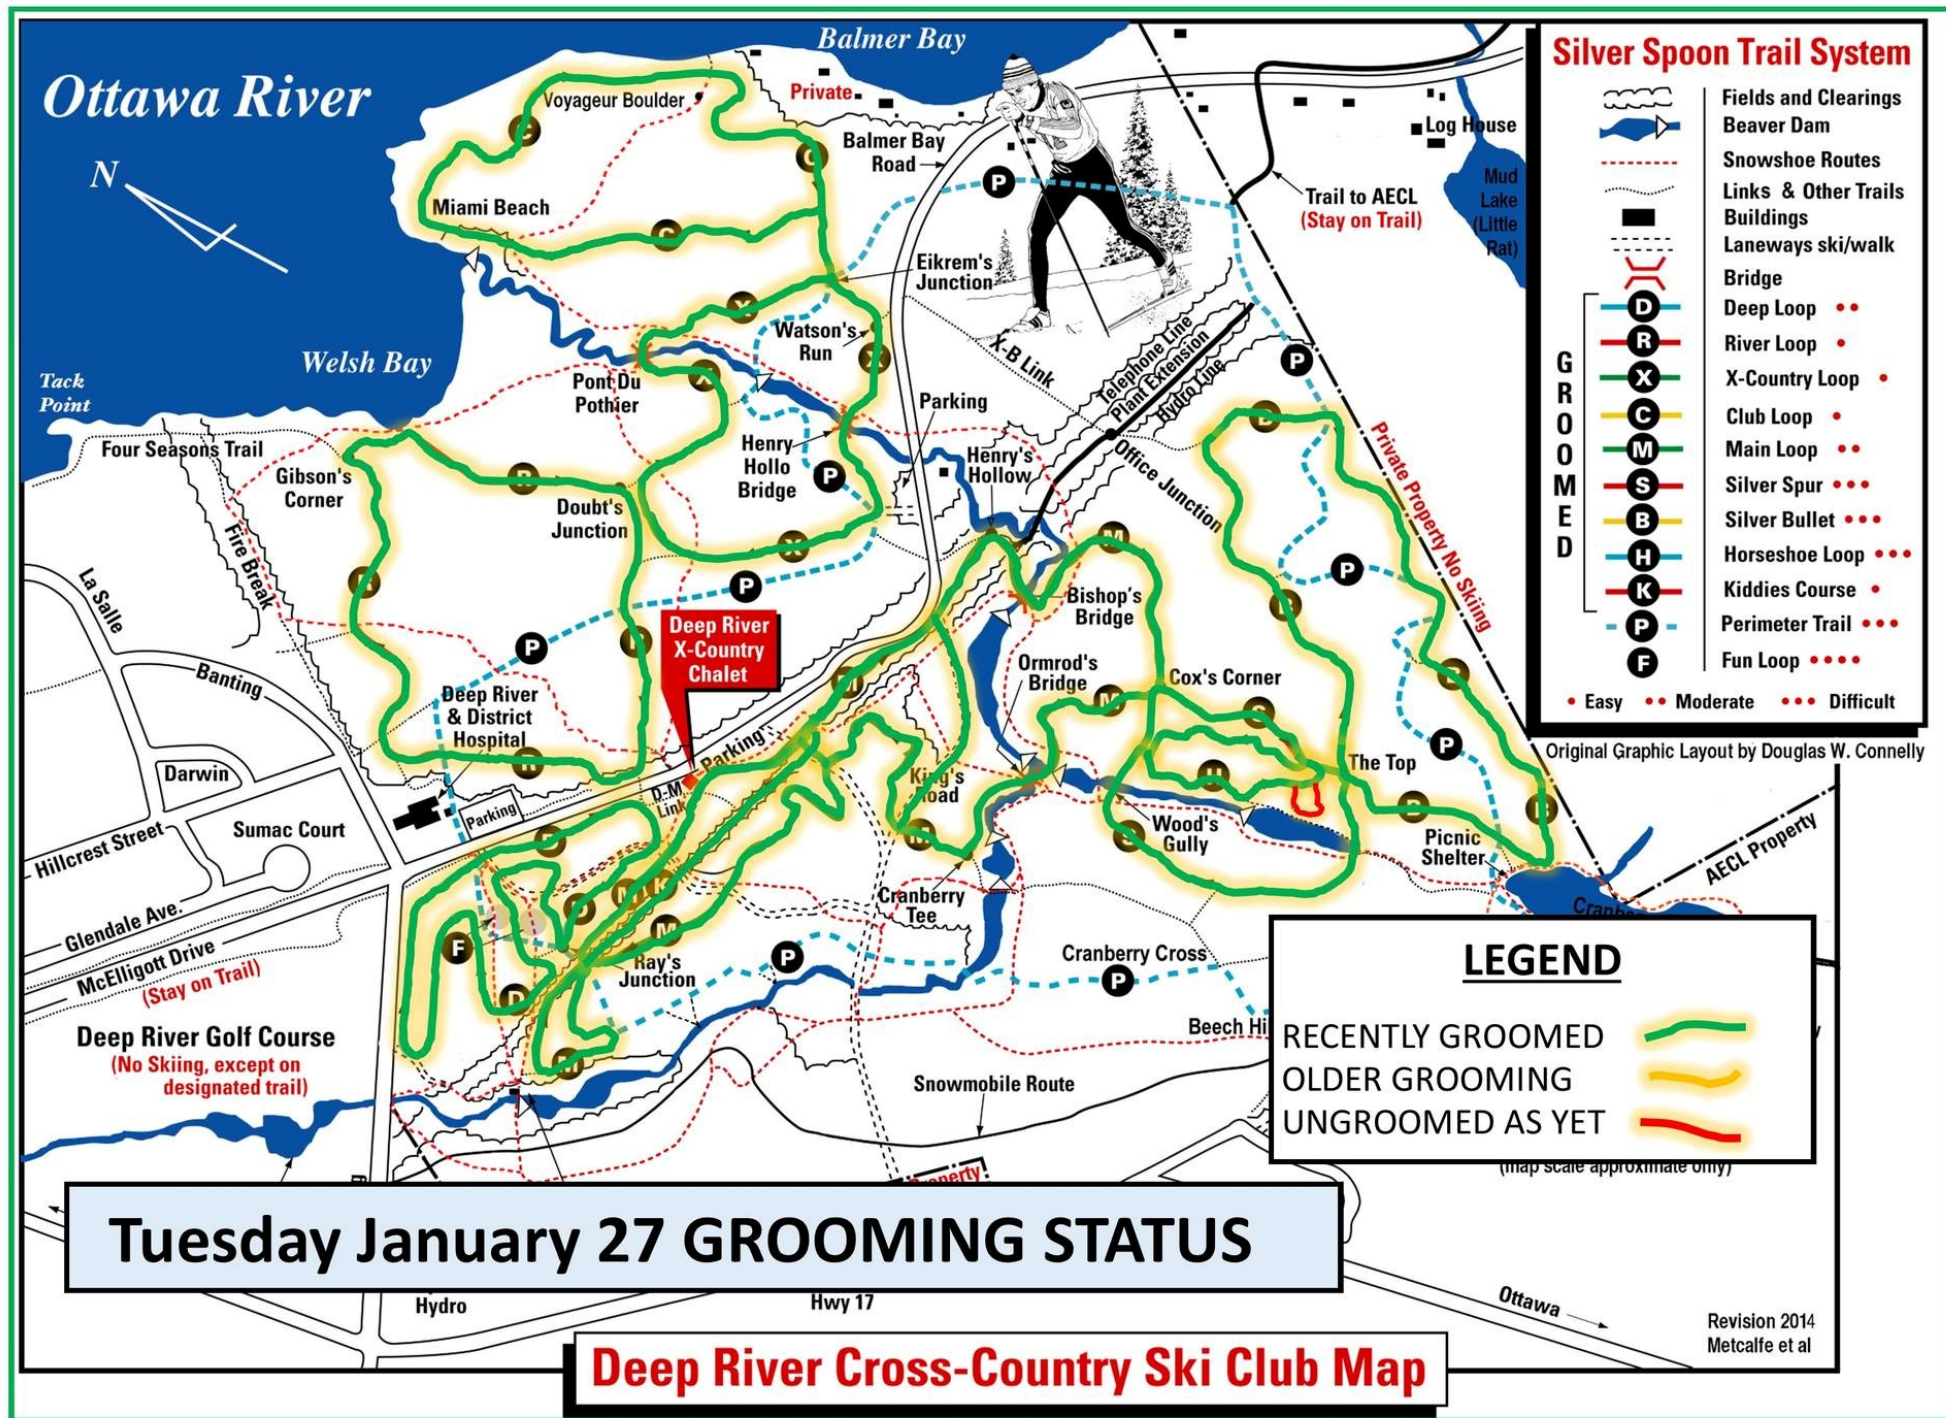 Balmer Bay
Ottawa River
N
Voyageur Boulder
Private
Balmer Bay
Road
Miami Beach
C
C
C
P
Log House
Mud
Lake
(Little
Rat)
Trail to AECL
(Stay on Trail)
Eikrem's
Junction
X
Watson's
Run
X
X
Welsh Bay
Tack
Point
Pont Du
Pothier
X-B Link
Telephone Line
Plant Extension
Hydro Line
P
Parking
Four Seasons Trail
Gibson's
Corner
R
Doubt's
Junction
Henry
Hollo
Bridge
P
Henry's
Hollow
Office Junction
B
Private Property No Skiing
Fire Break
X
M
P
P
La Salle
R
R
P
Bishop's
Bridge
B
Deep River
X-Country
Chalet
Banting
Deep River
& District
Hospital
M
Ormrod's
Bridge
M
Cox's Corner
B
P
Darwin
R
Parking
D-M
Link
Parking
King's
Road
H
The Top
B
B
Hillcrest Street
Sumac Court
M
Wood's
Gully
Picnic
Shelter
AECL Property
Cranberry
Tee
Glendale Ave.
McElligott Drive
(Stay on Trail)
F
D
M
Ray's
Junction
P
Cranberry Cross
P
D
Deep River Golf Course
(No Skiing, except on
designated trail)
M
Beech Hi
Snowmobile Route
Silver Spoon Trail System
Fields and Clearings
Beaver Dam
Snowshoe Routes
Links & Other Trails
Buildings
Laneways ski/walk
Bridge
GROOMED
D Deep Loop
R River Loop
X X-Country Loop
C Club Loop
M Main Loop
S Silver Spur
B Silver Bullet
H Horseshoe Loop
K Kiddies Course
P Perimeter Trail
F Fun Loop
Easy Moderate Difficult
Original Graphic Layout by Douglas W. Connelly
LEGEND
RECENTLY GROOMED
OLDER GROOMING
UNGROOMED AS YET
(map scale approximate only)
Tuesday January 27 GROOMING STATUS
Hydro
Hwy 17
Ottawa
Revision 2014
Metcalfe et al
Deep River Cross-Country Ski Club Map